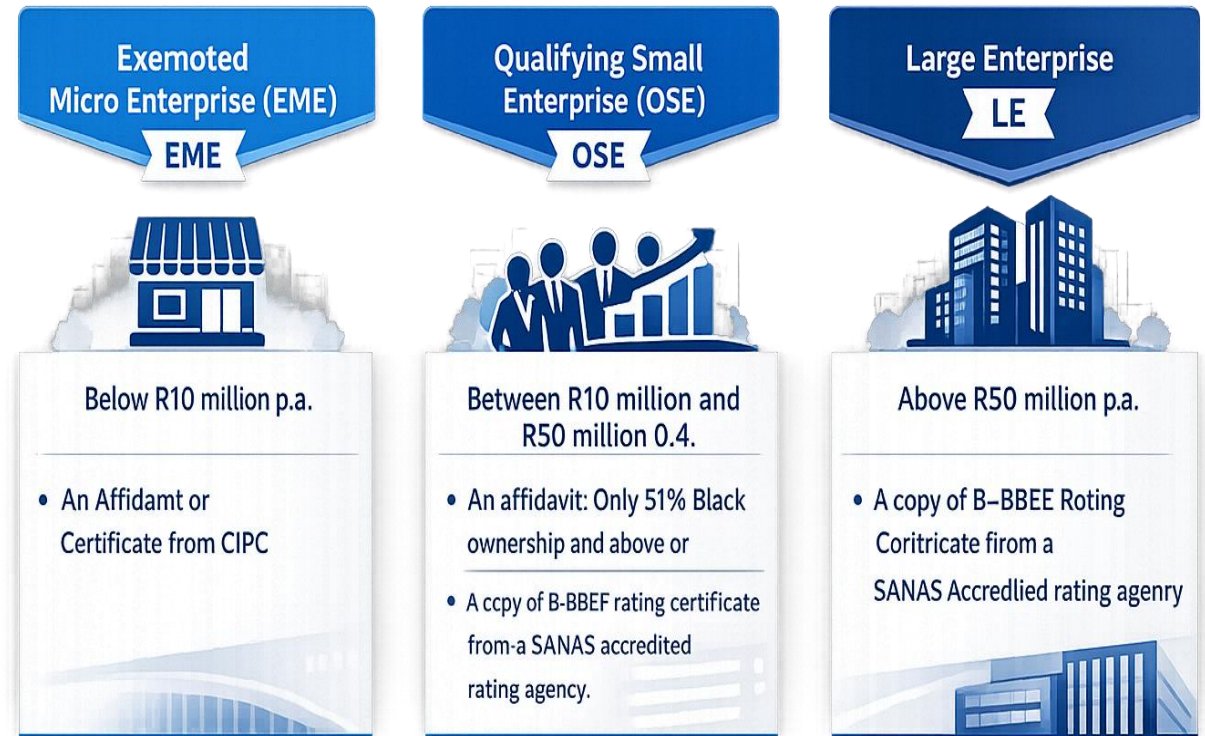 Exemoted
Micro Enterprise (EME)
EME
Below R10 million p.a.
• An Affidamt or
Certificate from CIPC
Qualifying Small
Enterprise (OSE)
OSE
Between R10 million and
R50 million 0.4.
• An affidavit: Only 51% Black
ownership and above or
• A ccpy of B-BBEF rating certificate
from-a SANAS accredited
rating agency.
Large Enterprise
LE
Above R50 million p.a.
• A copy of B–BBEE Roting
Coritricate firom a
SANAS Accredlied rating agenry